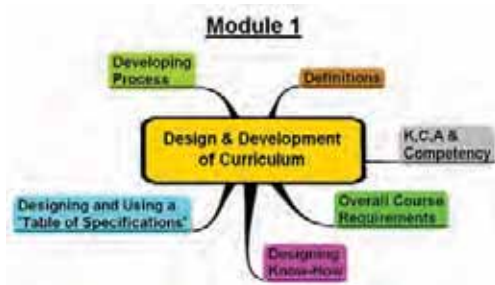 Module 1
Developing
Process
Definitions
Design & Development
of Curriculum
K,C,A &
Competency
Designing and Using a
"Table of Specifications"
Overall Course
Requirements
Designing
Know-How